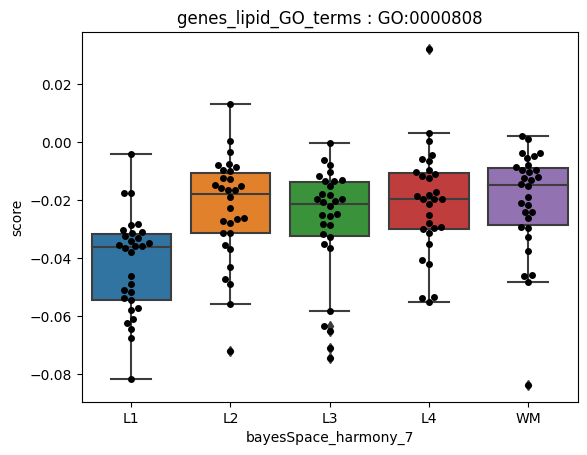 genes_lipid_GO_terms : GO:0000808
score
0.02
0.00
−0.02
−0.04
−0.06
−0.08
L1 L2 L3 L4 WM
bayesSpace_harmony_7